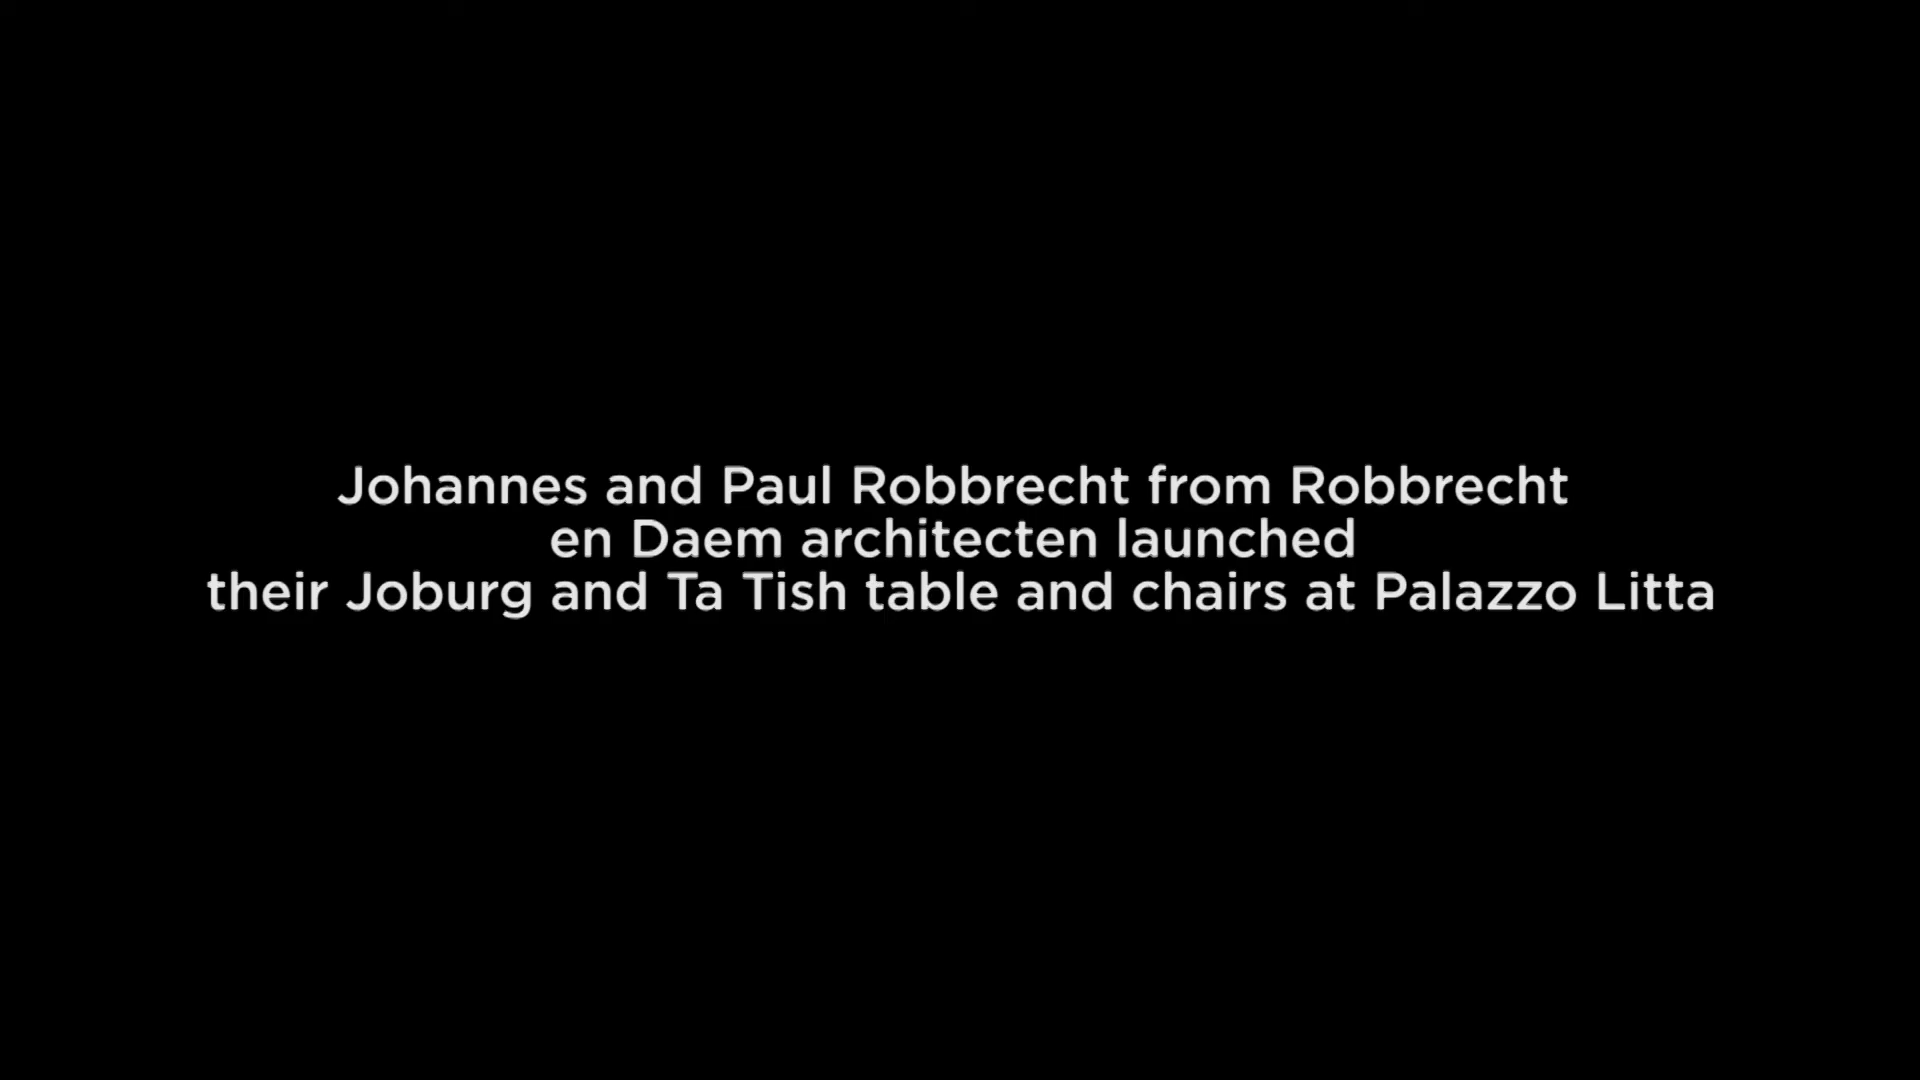 Johannes and Paul Robbrecht from Robbrecht
en Daem architecten launched
their Joburg and Ta Tish table and chairs at Palazzo Litta